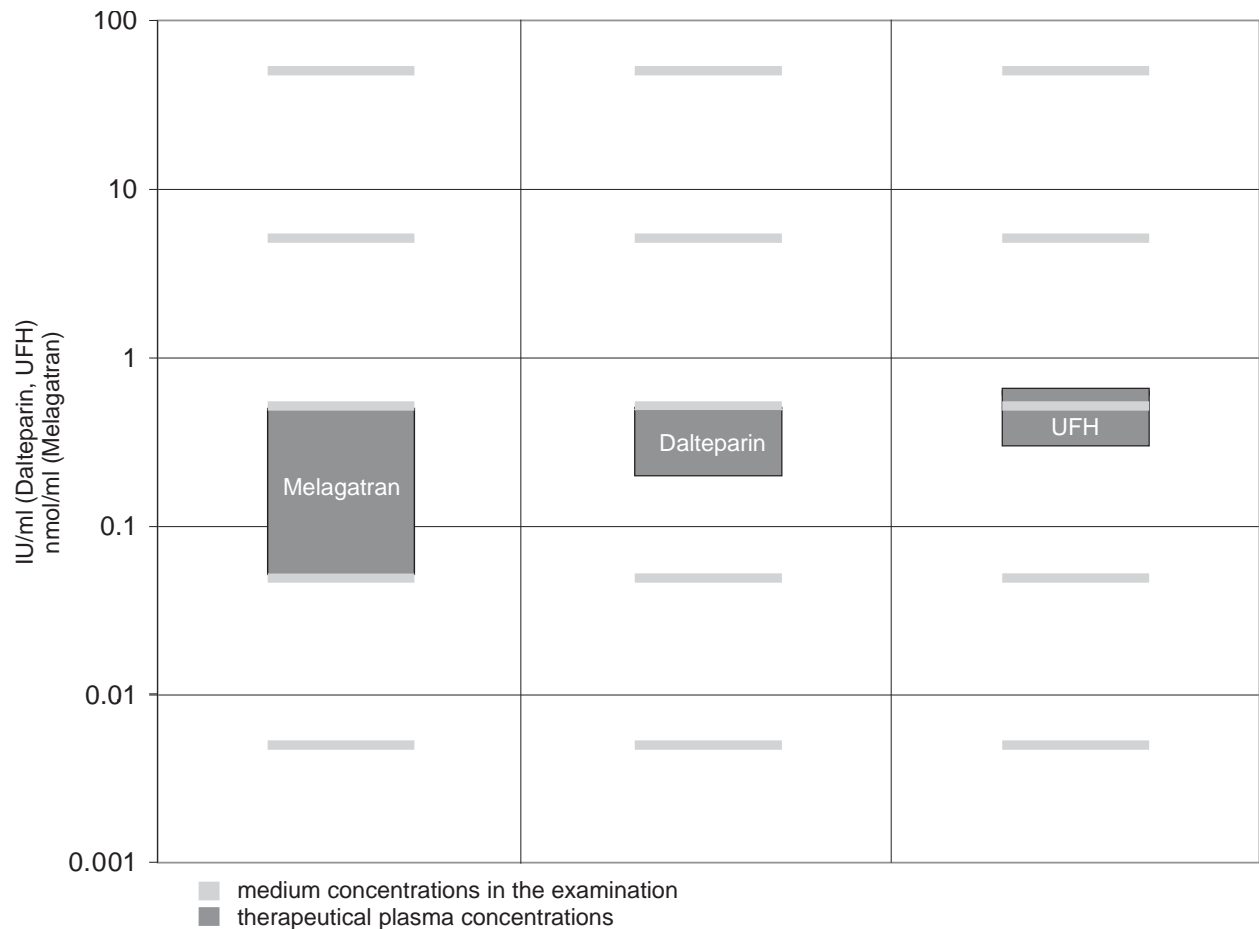 100
10
1
0.1
0.01
0.001
IU/ml (Dalteparin, UFH)
nmol/ml (Melagatran)
Melagatran
Dalteparin
UFH
medium concentrations in the examination
therapeutical plasma concentrations